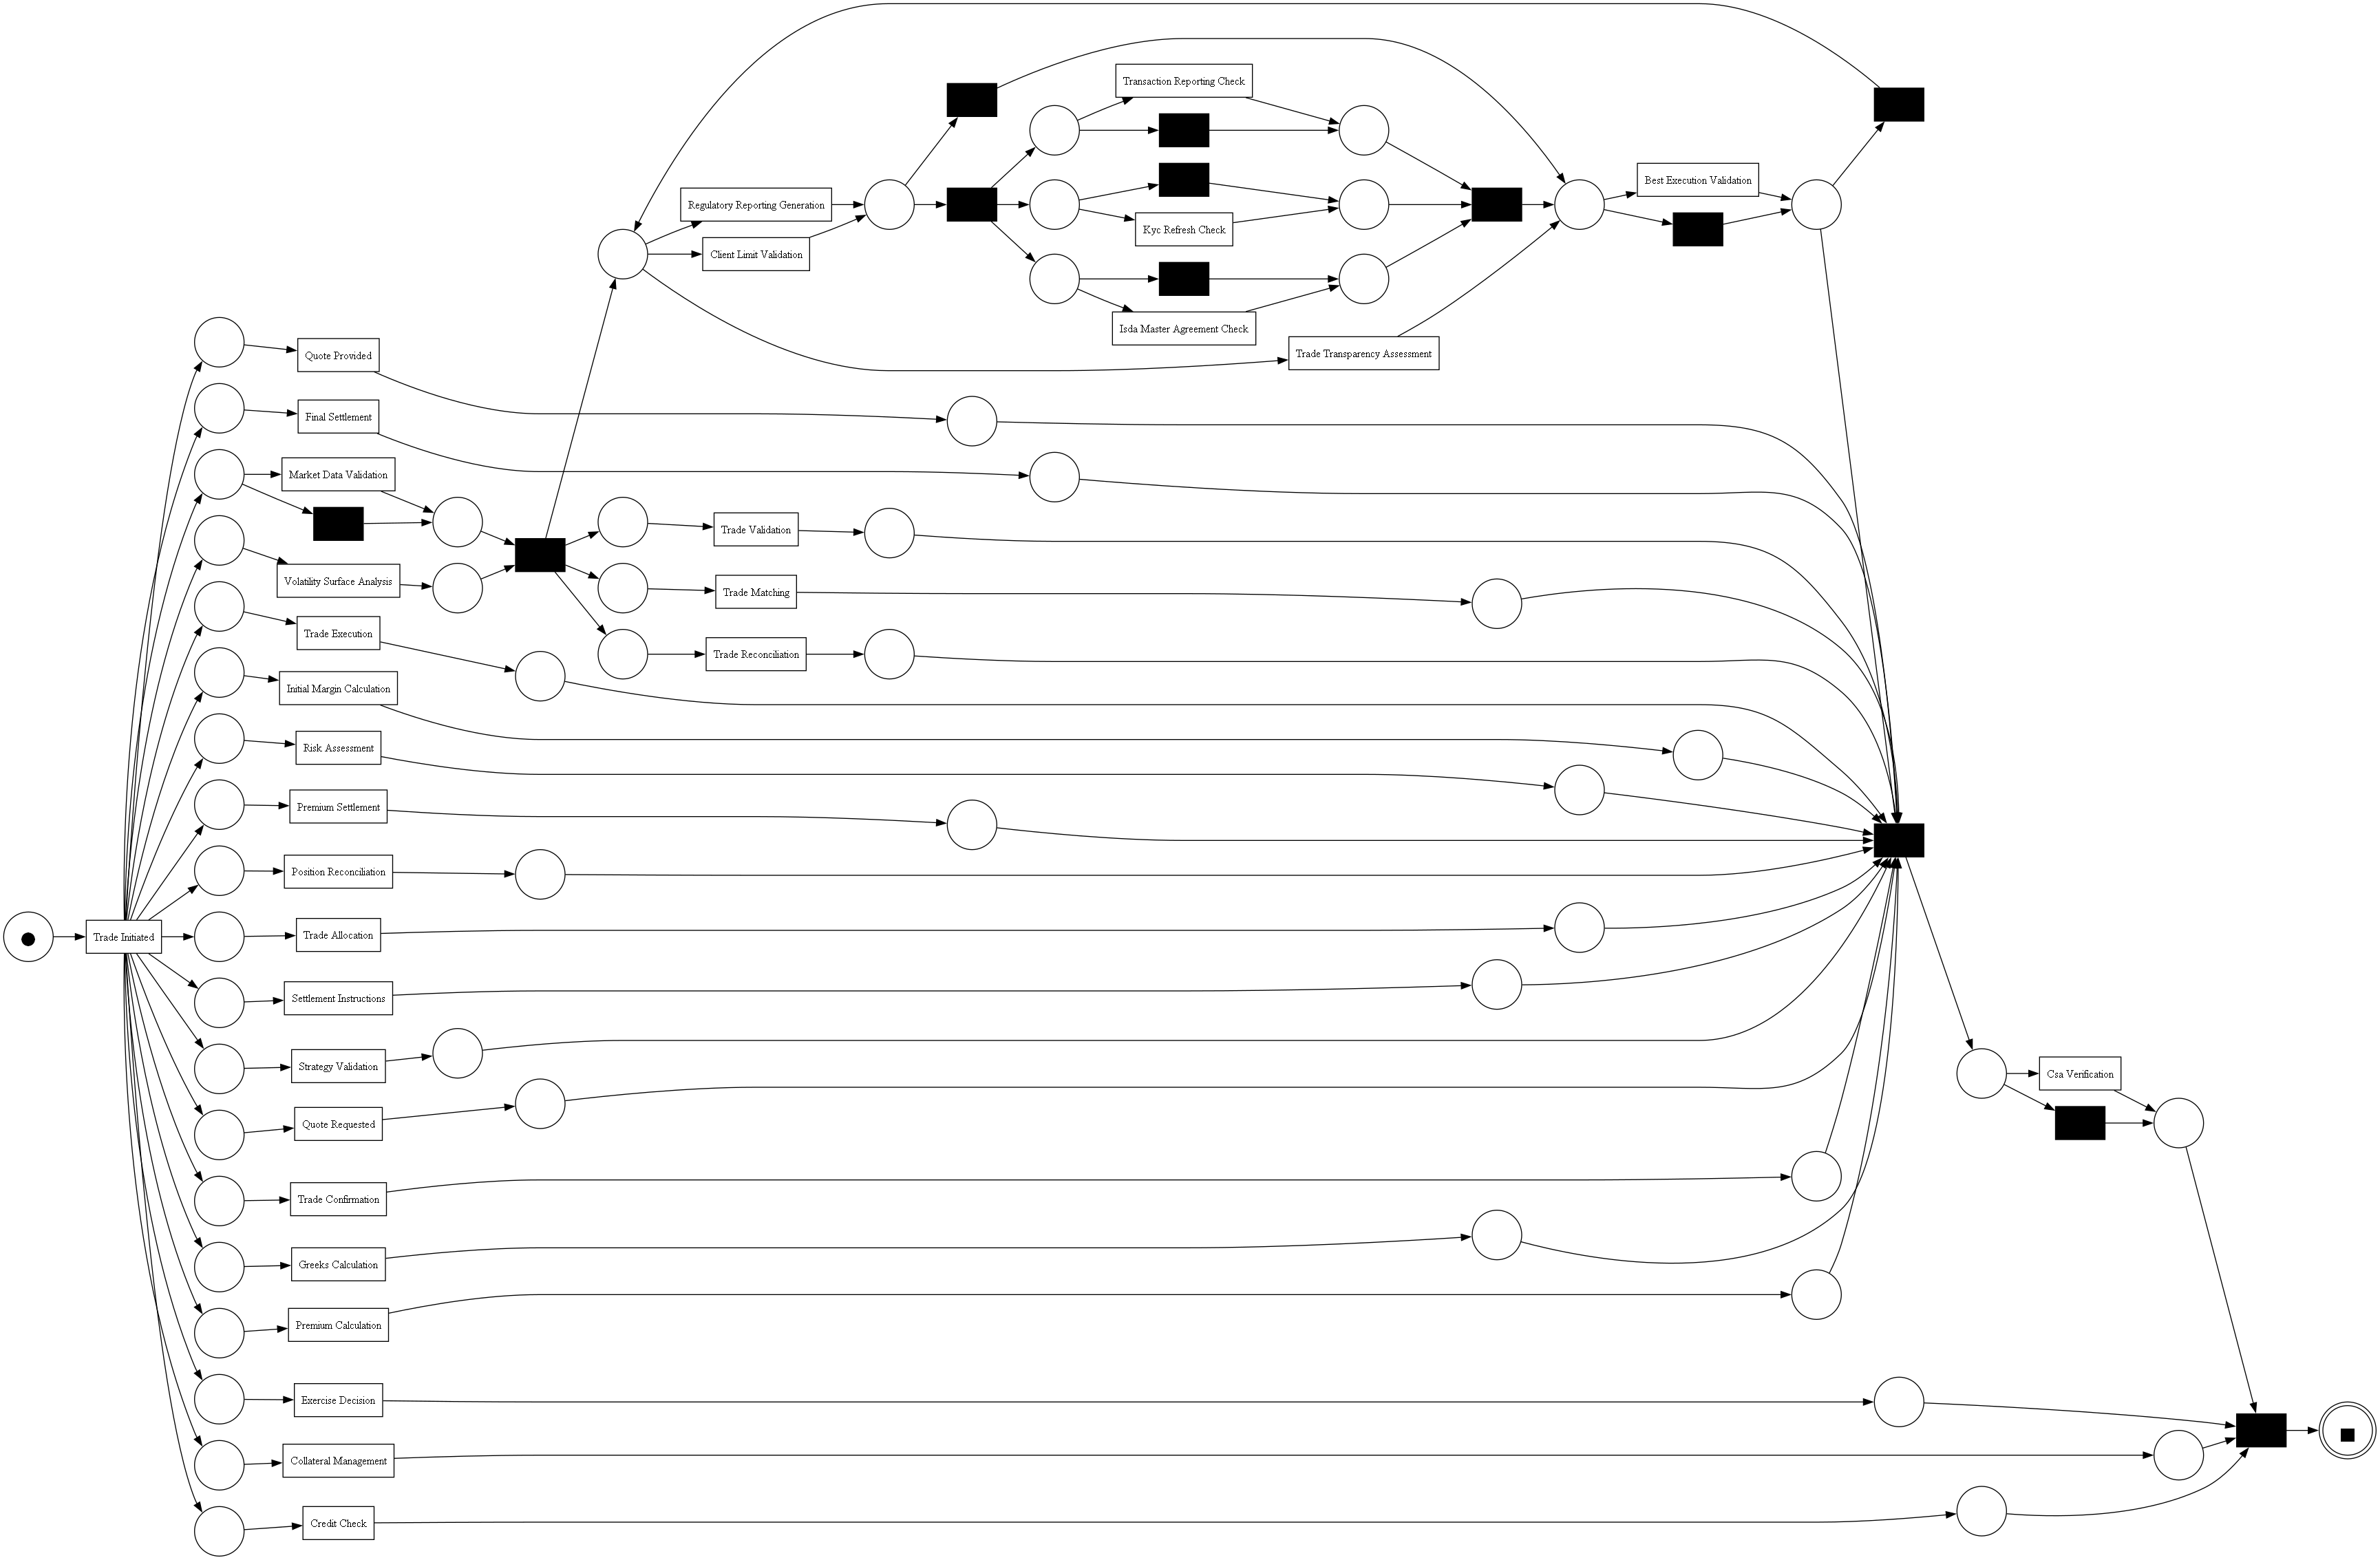 Transaction Reporting Check
Best Execution Validation
Regulatory Reporting Generation
Kyc Refresh Check
Client Limit Validation
Isda Master Agreement Check
Trade Transparency Assessment
Quote Provided
Final Settlement
Market Data Validation
Trade Validation
Volatility Surface Analysis
Trade Matching
Trade Execution
Trade Reconciliation
Initial Margin Calculation
Risk Assessment
Premium Settlement
Position Reconciliation
Trade Initiated
Trade Allocation
Settlement Instructions
Strategy Validation
Csa Verification
Quote Requested
Trade Confirmation
Greeks Calculation
Premium Calculation
Exercise Decision
Collateral Management
Credit Check